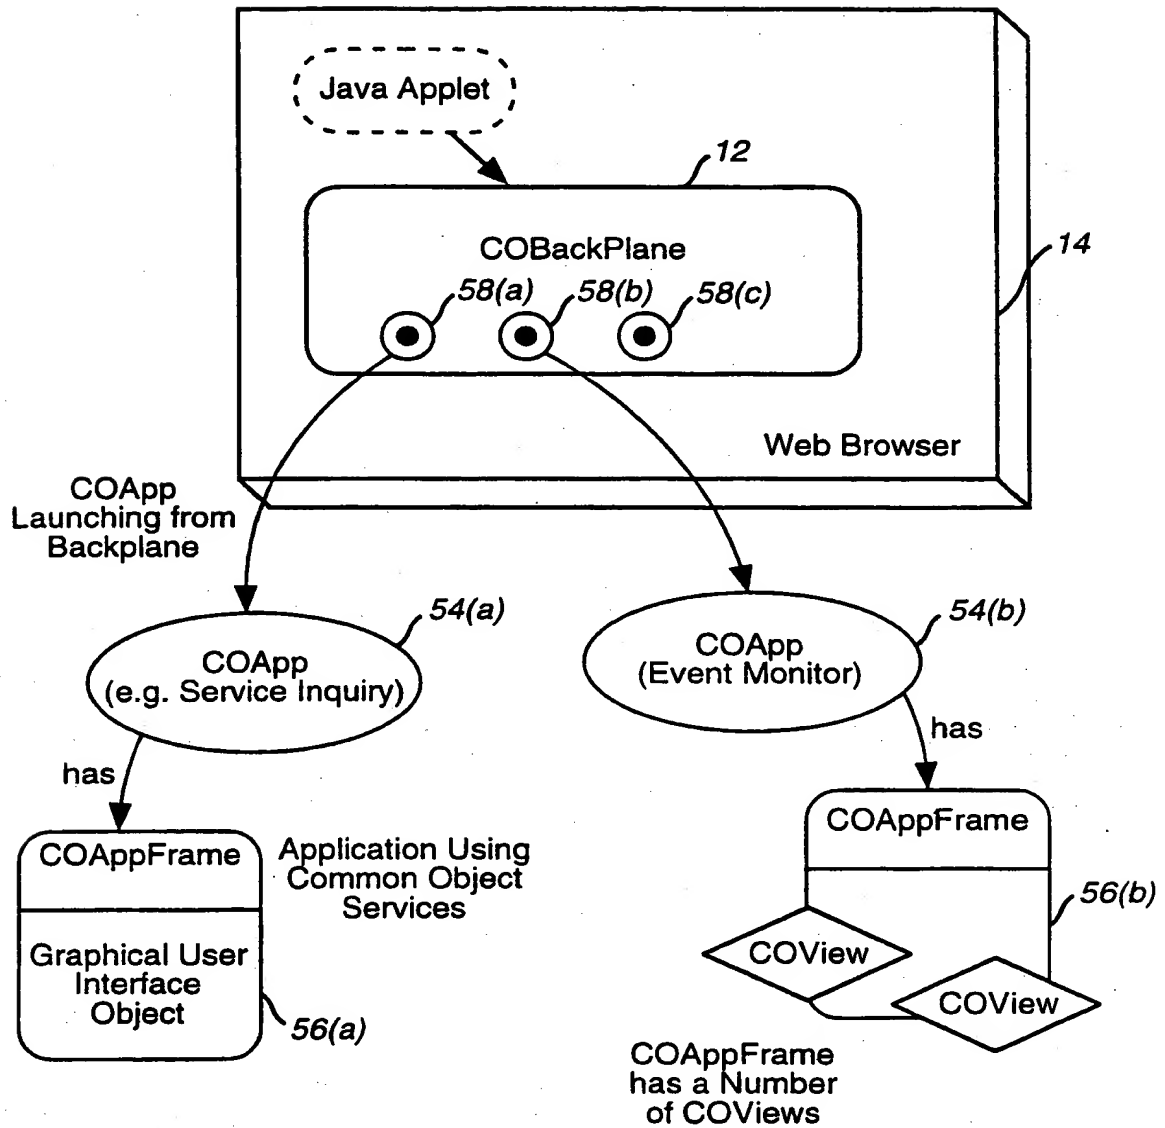 Java Applet
12
COBackPlane
14
58(a)
58(b)
58(c)
Web Browser
COApp
Launching from
Backplane
54(a)
54(b)
COApp
(e.g. Service Inquiry)
COApp
(Event Monitor)
has
has
COAppFrame
Application Using
Common Object
Services
COAppFrame
56(b)
Graphical User
Interface
Object
56(a)
COView
COView
COAppFrame
has a Number
of COViews